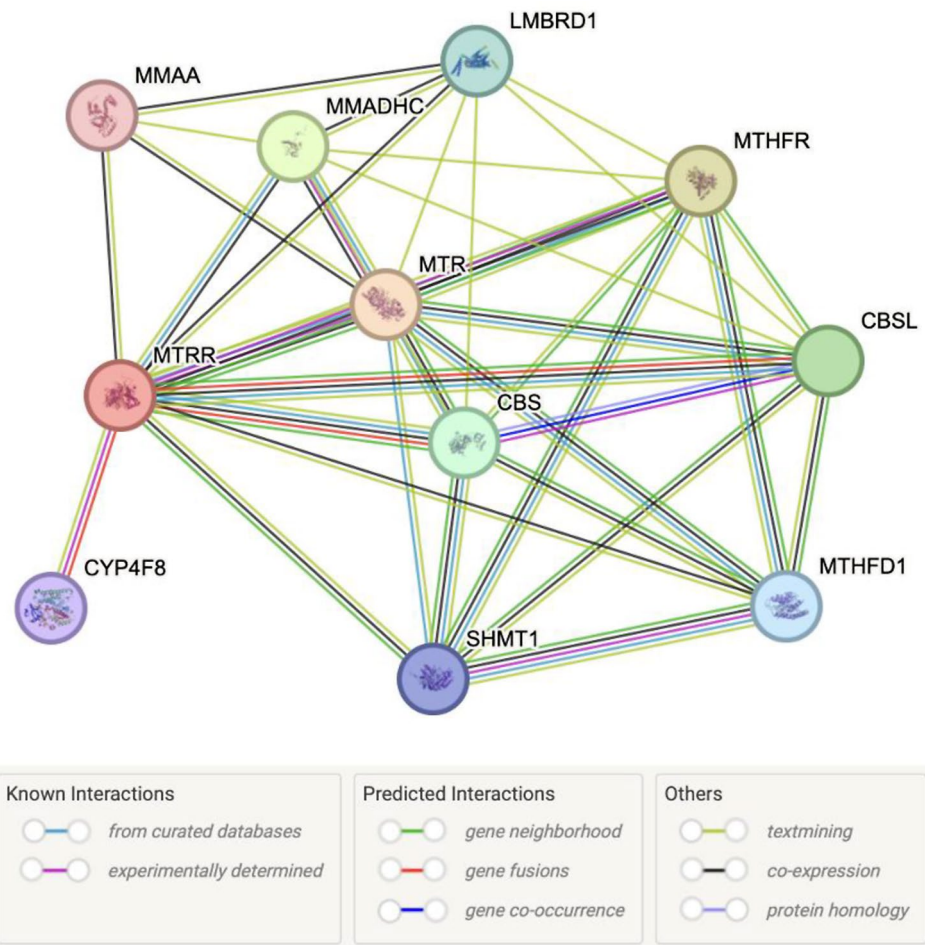 LMBRD1
MMAA
MMADHC
MTHFR
MTR
CBSL
MTRR
CBS
CYP4F8
MTHFD1
SHMT1
Known Interactions
from curated databases
experimentally determined
Predicted Interactions
gene neighborhood
gene fusions
gene co-occurrence
Others
textmining
co-expression
protein homology